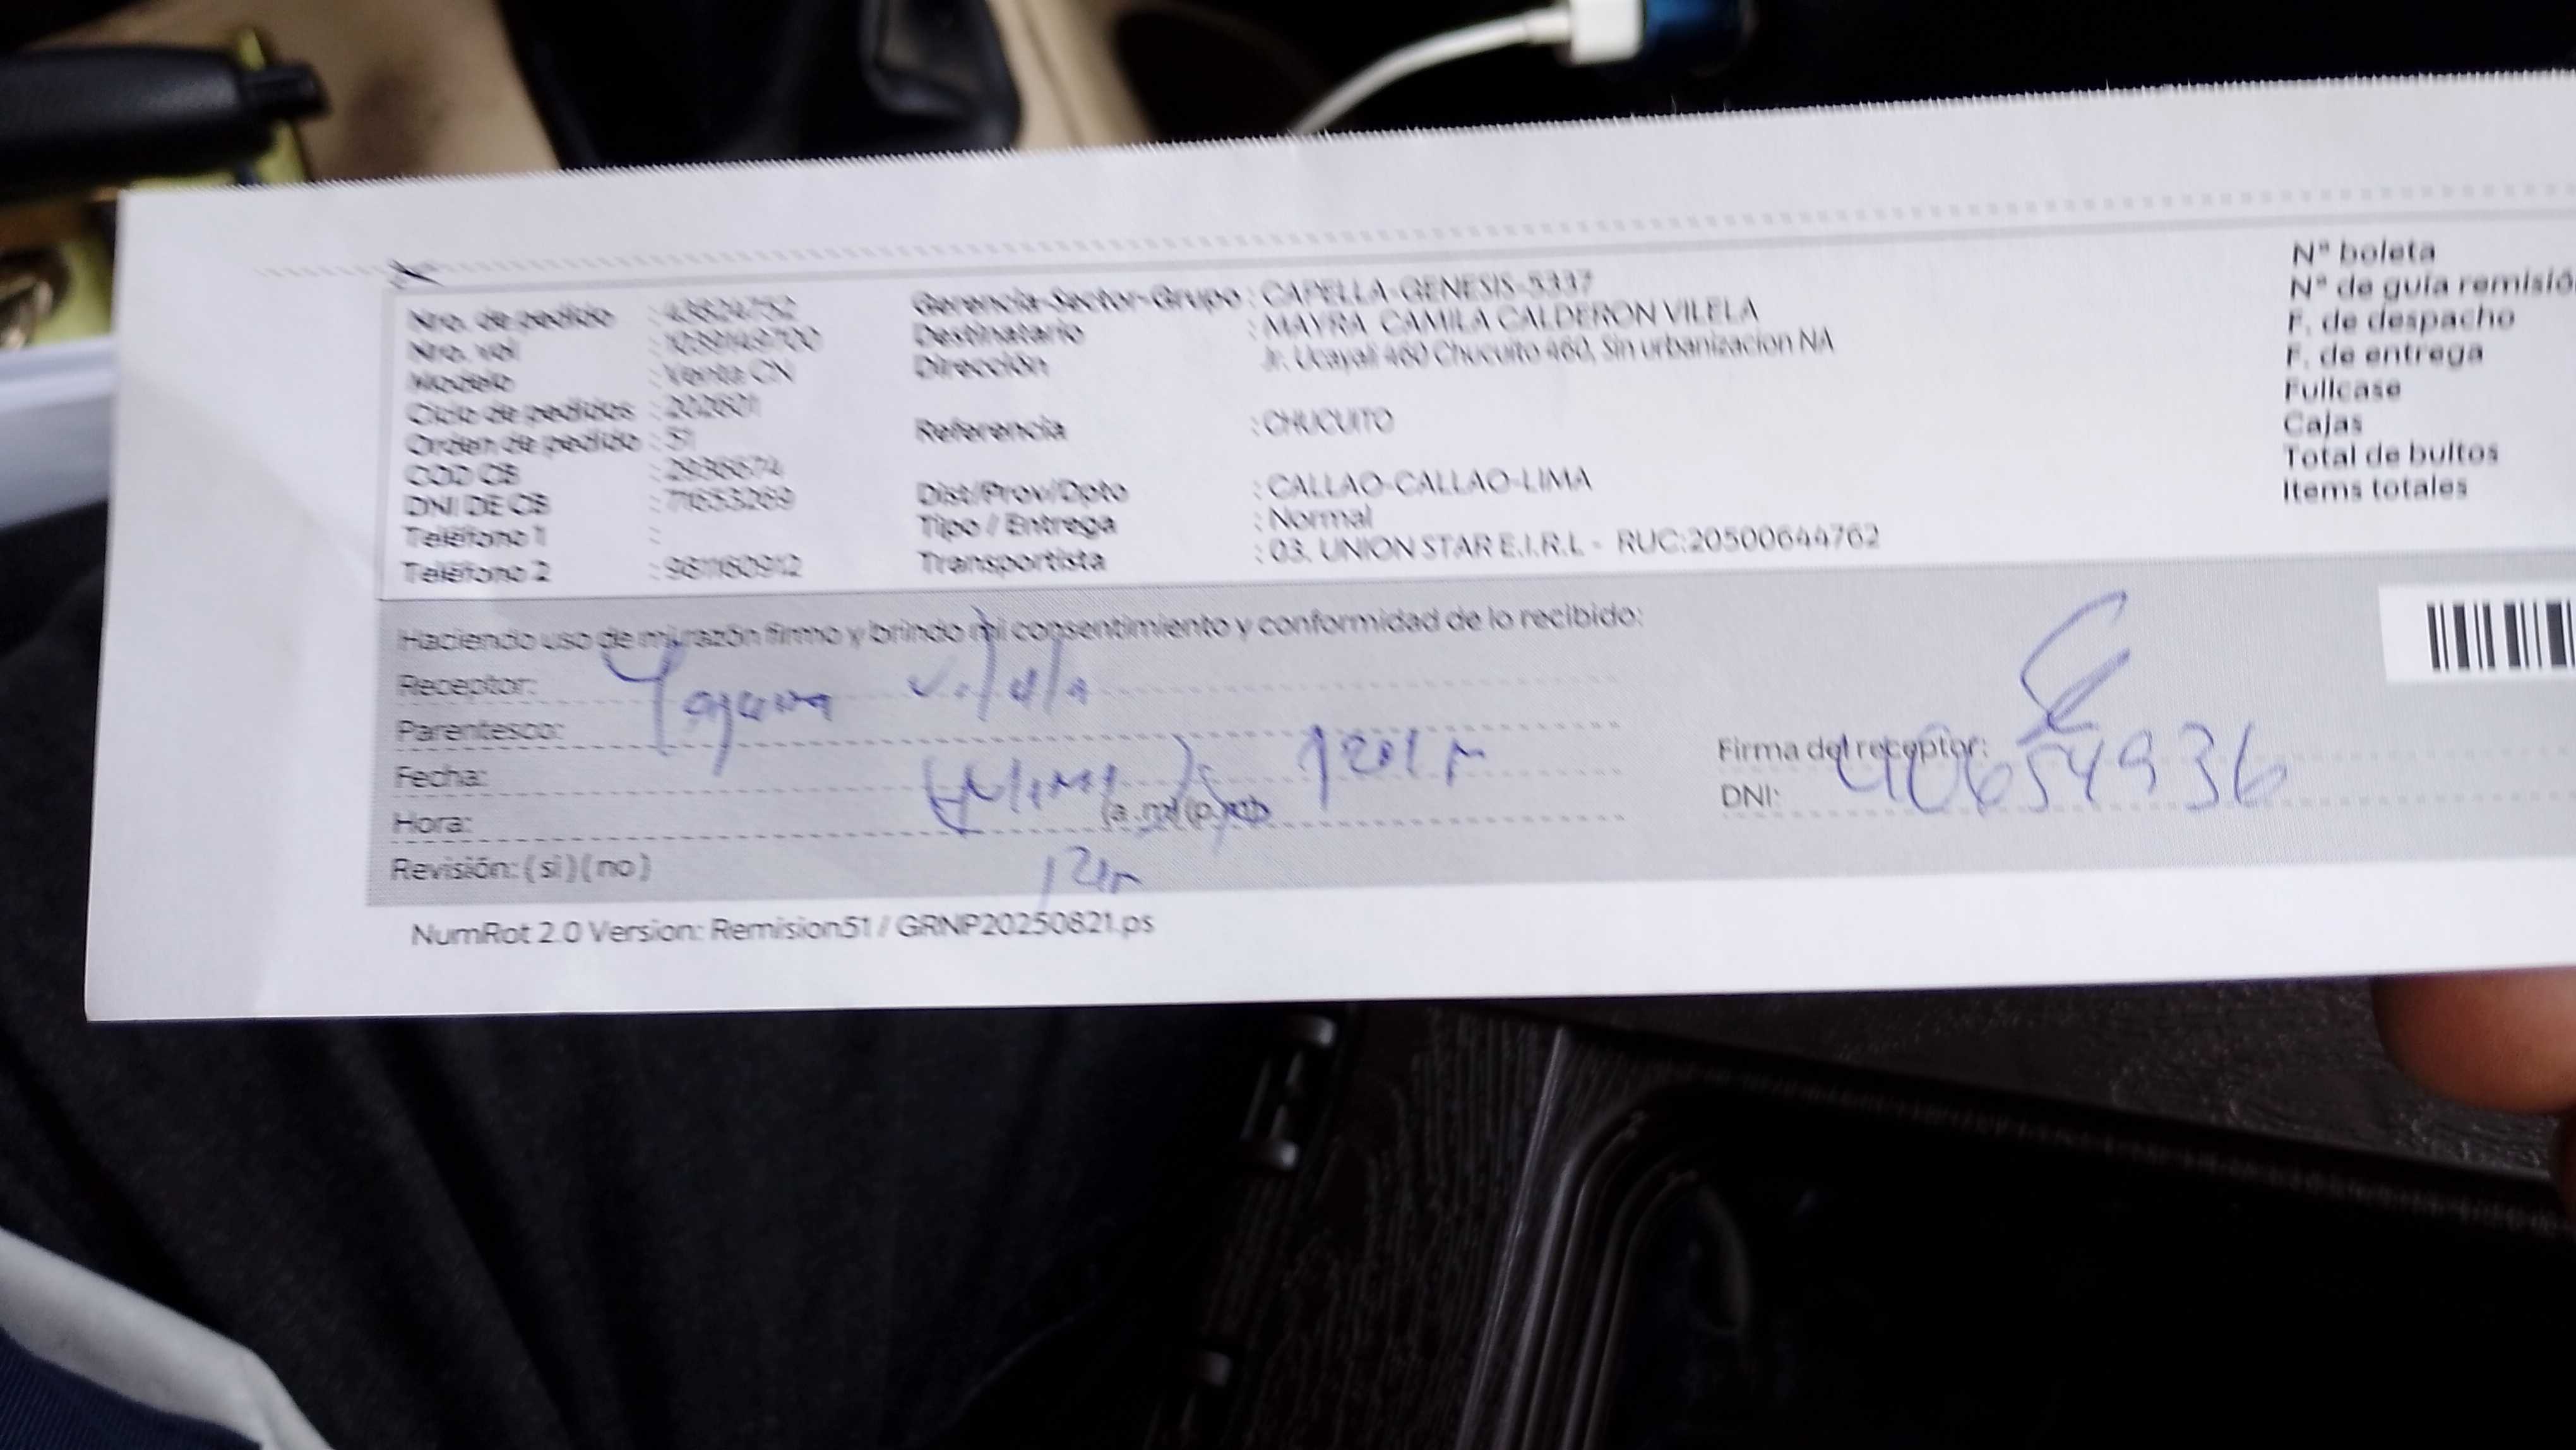 Nro. de pedido : 43824752
Nro. vol : 1089149700
Modelo : Venta CN
Ciclo de pedidos : 202601
Orden de pedido : 51
COD CB : 2936674
DNI DE CB : 71653269
Teléfono 1 :
Teléfono 2 : 981160912
Gerencia-Sector-Grupo : CAPELLA-GENESIS-5337
Destinatario : MAYRA CAMILA CALDERON VILELA
Dirección Jr. Ucayali 460 Chucuito 460, Sin urbanizacion NA
Referencia : CHUCUITO
Dist/Prov/Dpto : CALLAO-CALLAO-LIMA
Tipo / Entrega : Normal
Transportista : 03. UNION STAR E.I.R.L - RUC:20500644762
N° boleta
N° de guía remisió
F. de despacho
F. de entrega
Fullcase
Cajas
Total de bultos
Items totales
Haciendo uso de mi razón firmo y brindo mi consentimiento y conformidad de lo recibido:
Receptor:
Parentesco:
Fecha:
Hora: (a.m) (p.m)
Revisión: (si) (no)
Firma del receptor:
DNI: 40654936
NumRot 2.0 Version: Remision51 / GRNP20250821.ps